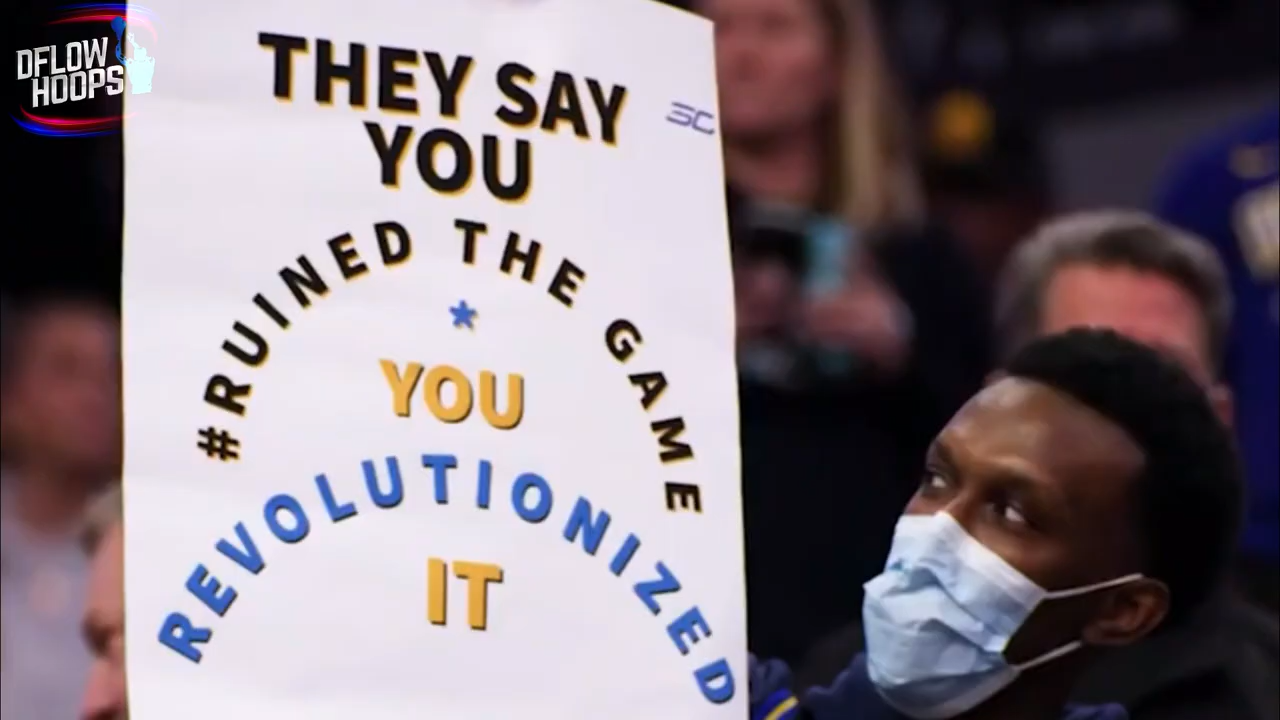 DFLOW
HOOPS
THEY SAY
SC
YOU
#RUINED THE GAME
*
YOU
REVOLUTIONIZED
IT